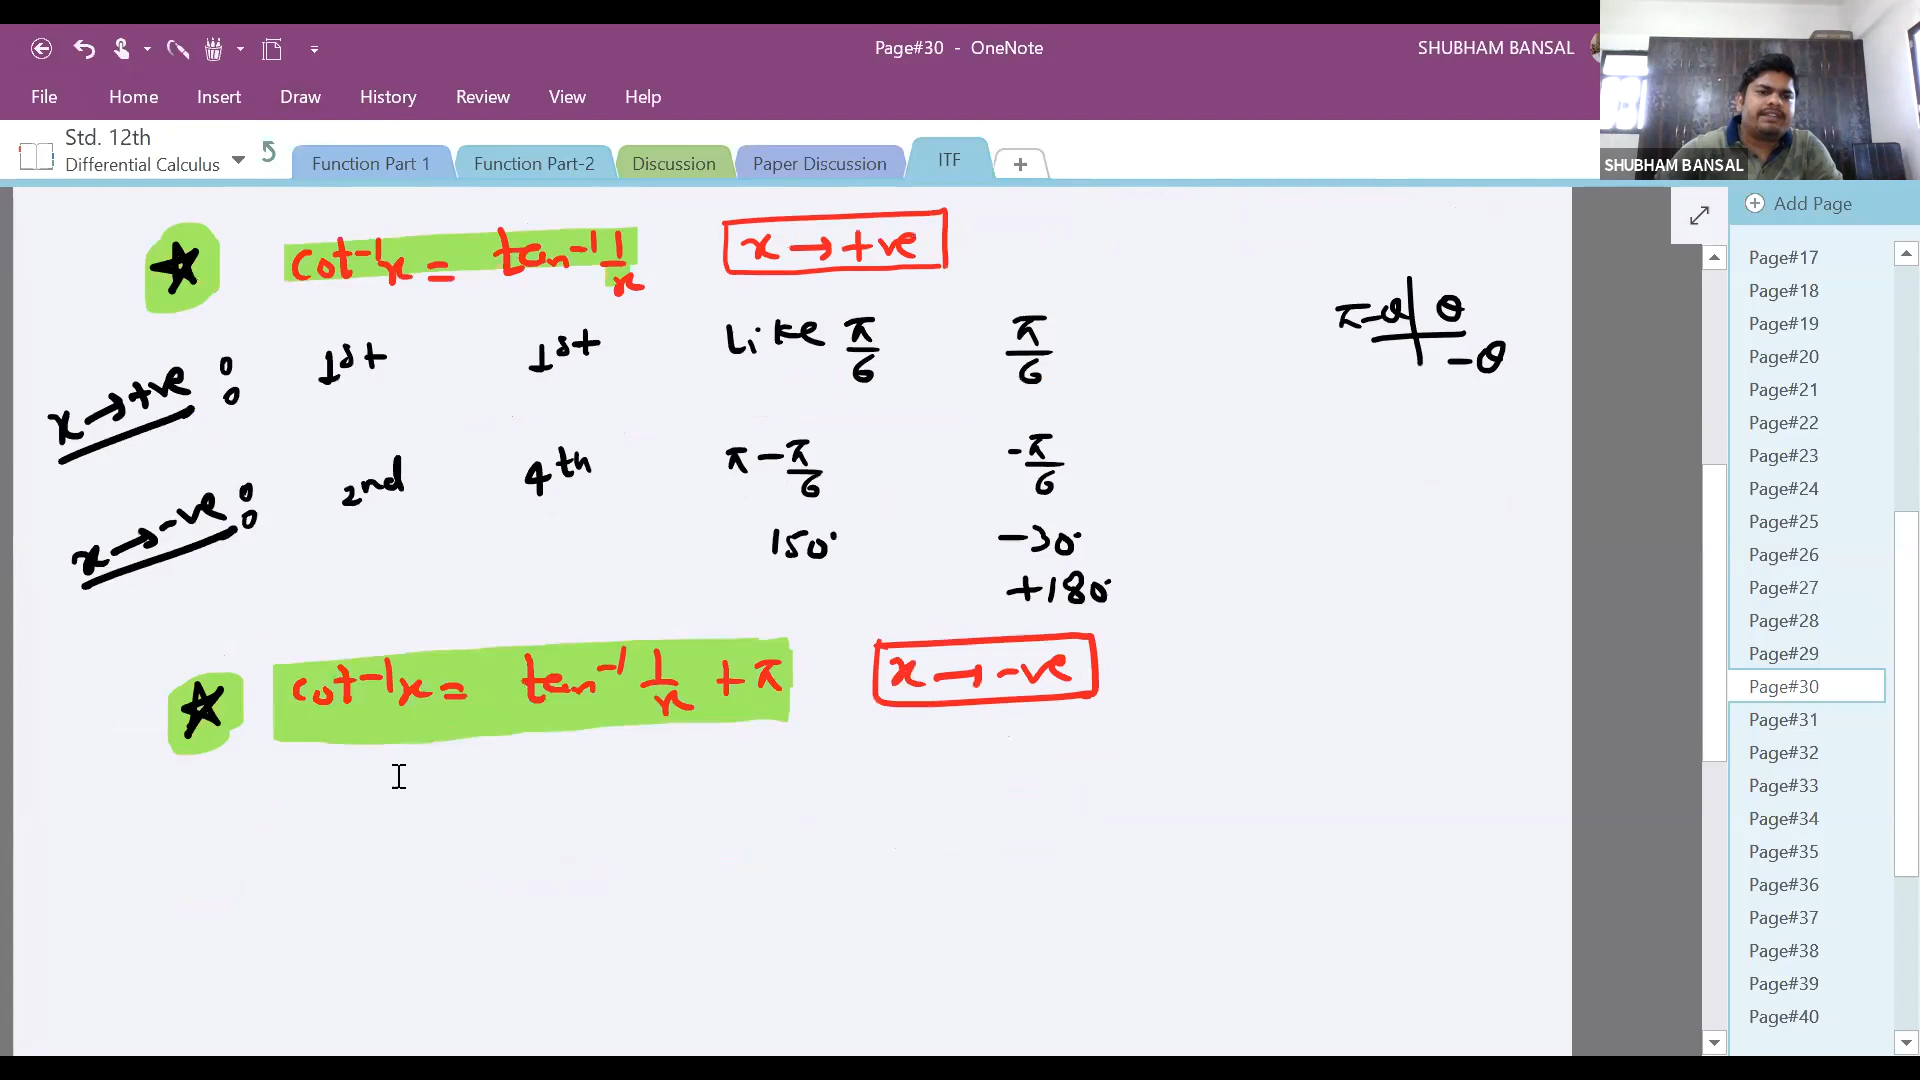 Page#30 - OneNote
SHUBHAM BANSAL
File Home Insert Draw History Review View Help
Std. 12th
Differential Calculus
Function Part 1
Function Part-2
Discussion
Paper Discussion
ITF
SHUBHAM BANSAL
Add Page
cot⁻¹x = tan⁻¹ 1/x x → +ve
x → +ve : 1st 1st Like π/6 π/6
π-θ θ
-θ
x → -ve : 2nd 4th π - π/6 -π/6
150° -30°
+180°
cot⁻¹x = tan⁻¹ 1/x + π x → -ve
Page#17
Page#18
Page#19
Page#20
Page#21
Page#22
Page#23
Page#24
Page#25
Page#26
Page#27
Page#28
Page#29
Page#30
Page#31
Page#32
Page#33
Page#34
Page#35
Page#36
Page#37
Page#38
Page#39
Page#40